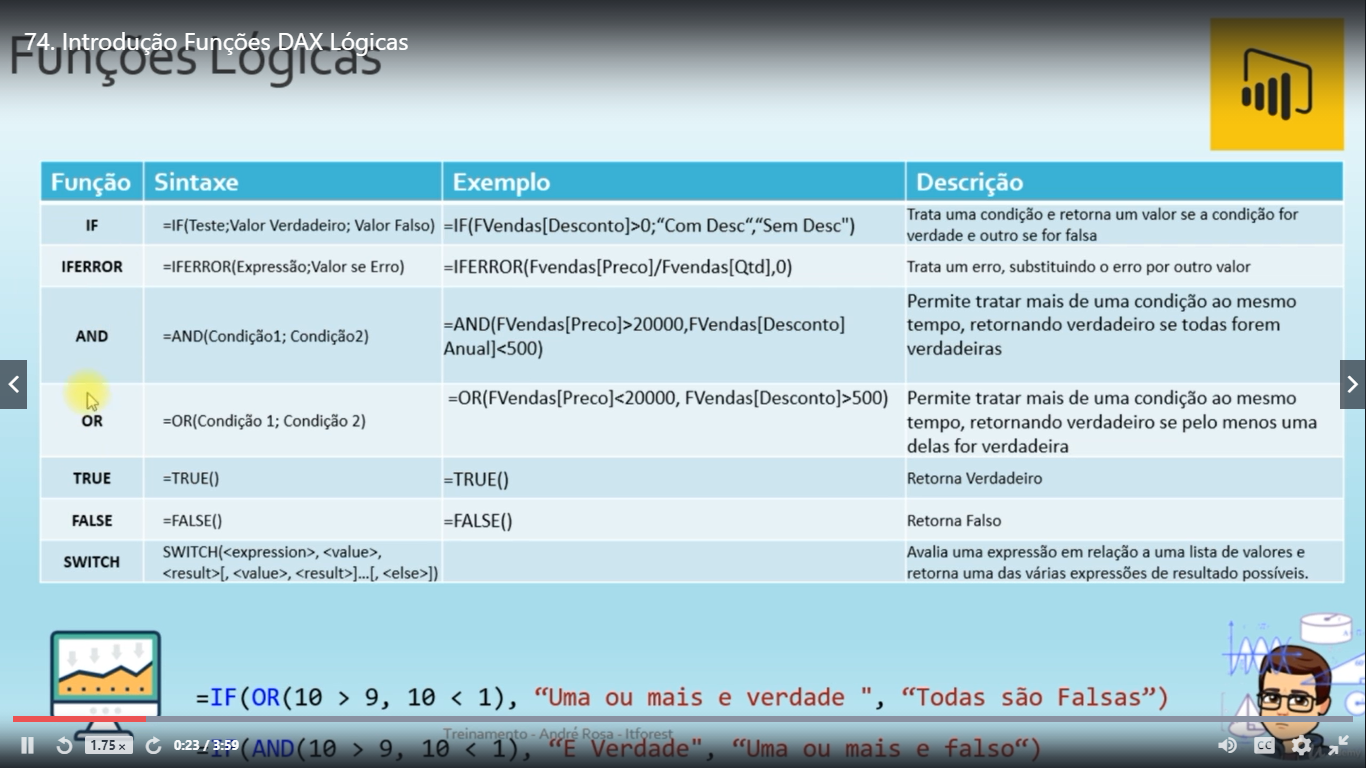 74. Introdução Funções DAX Lógicas
Funções Lógicas
Função Sintaxe Exemplo Descrição
IF =IF(Teste;Valor Verdadeiro; Valor Falso) =IF(FVendas[Desconto]>0;“Com Desc“,“Sem Desc") Trata uma condição e retorna um valor se a condição for
verdade e outro se for falsa
IFERROR =IFERROR(Expressão;Valor se Erro) =IFERROR(Fvendas[Preco]/Fvendas[Qtd],0) Trata um erro, substituindo o erro por outro valor
AND =AND(Condição1; Condição2) =AND(FVendas[Preco]>20000,FVendas[Desconto]
Anual]<500)
Permite tratar mais de uma condição ao mesmo
tempo, retornando verdadeiro se todas forem
verdadeiras
OR =OR(Condição 1; Condição 2) =OR(FVendas[Preco]<20000, FVendas[Desconto]>500)
Permite tratar mais de uma condição ao mesmo
tempo, retornando verdadeiro se pelo menos uma
delas for verdadeira
TRUE =TRUE() =TRUE() Retorna Verdadeiro
FALSE =FALSE() =FALSE() Retorna Falso
SWITCH
SWITCH(<expression>, <value>,
<result>[, <value>, <result>]…[, <else>])
Avalia uma expressão em relação a uma lista de valores e
retorna uma das várias expressões de resultado possíveis.
=IF(OR(10 > 9, 10 < 1), “Uma ou mais e verdade ", “Todas são Falsas”)
Treinamento - André Rosa - Itforest
=IF(AND(10 > 9, 10 < 1), “E Verdade", “Uma ou mais e falso“)
1.75 x 0:23 / 3:59 CC